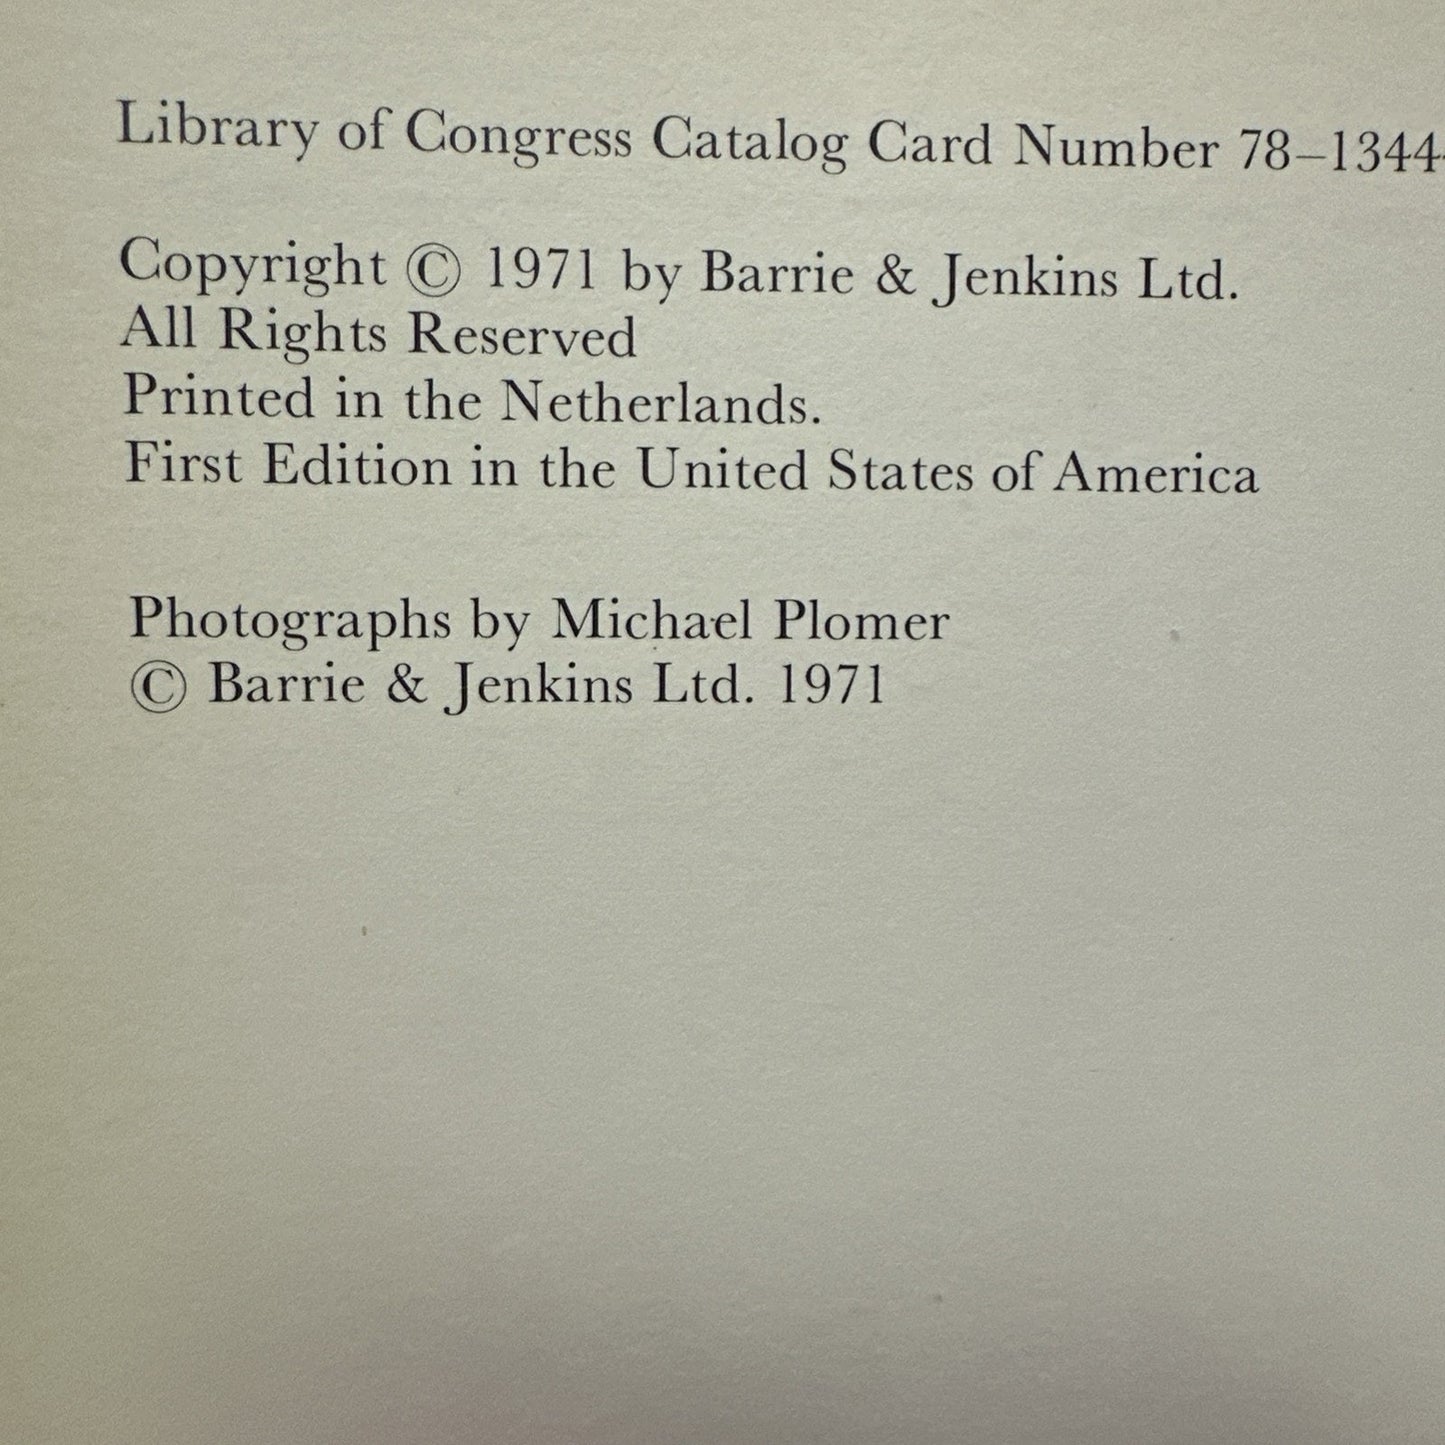 Library of Congress Catalog Card Number 78–1344
Copyright © 1971 by Barrie & Jenkins Ltd.
All Rights Reserved
Printed in the Netherlands.
First Edition in the United States of America
Photographs by Michael Plomer
© Barrie & Jenkins Ltd. 1971